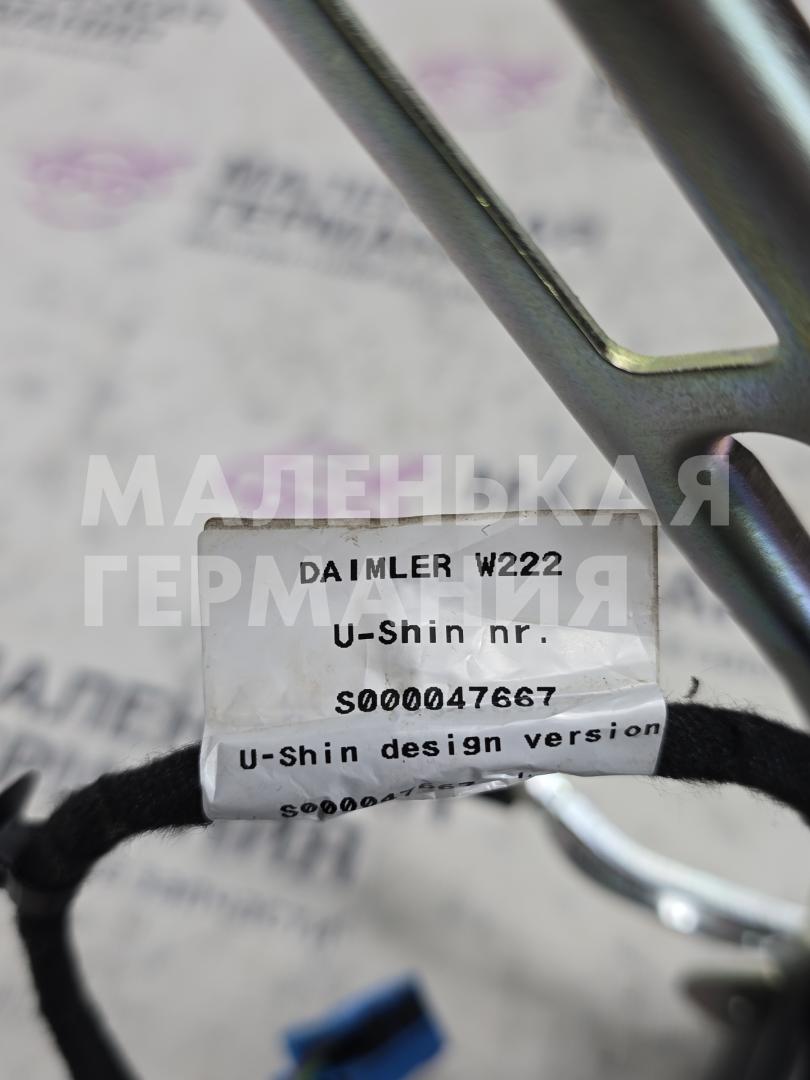 МАЛЕНЬКАЯ
ГЕРМАНИЯ
DAIMLER W222
U-Shin nr.
S000047667
U-Shin design version